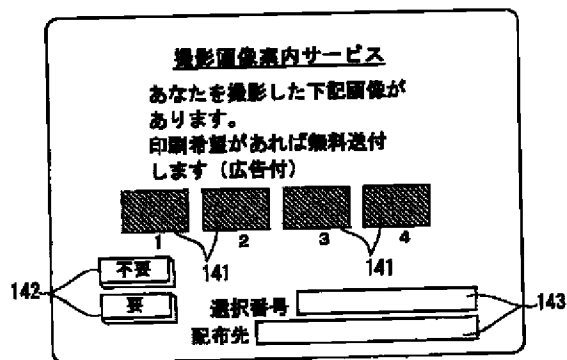 撮影画像案内サービス
あなたを撮影した下記画像が
あります。
印刷希望があれば無料送付
します（広告付）
1 2 3 4
141 141
不要
142
要
選択番号
143
配布先